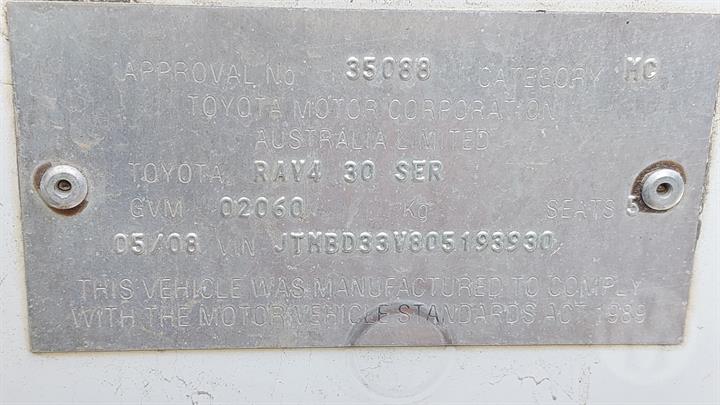 APPROVAL No 35088 CATEGORY MC
TOYOTA MOTOR CORPORATION
AUSTRALIA LIMITED
TOYOTA RAV4 30 SER
GVM 02060 Kg SEATS 5
05/08 VIN JTMBD33V805193930
THIS VEHICLE WAS MANUFACTURED TO COMPLY
WITH THE MOTOR VEHICLE STANDARDS ACT 1989